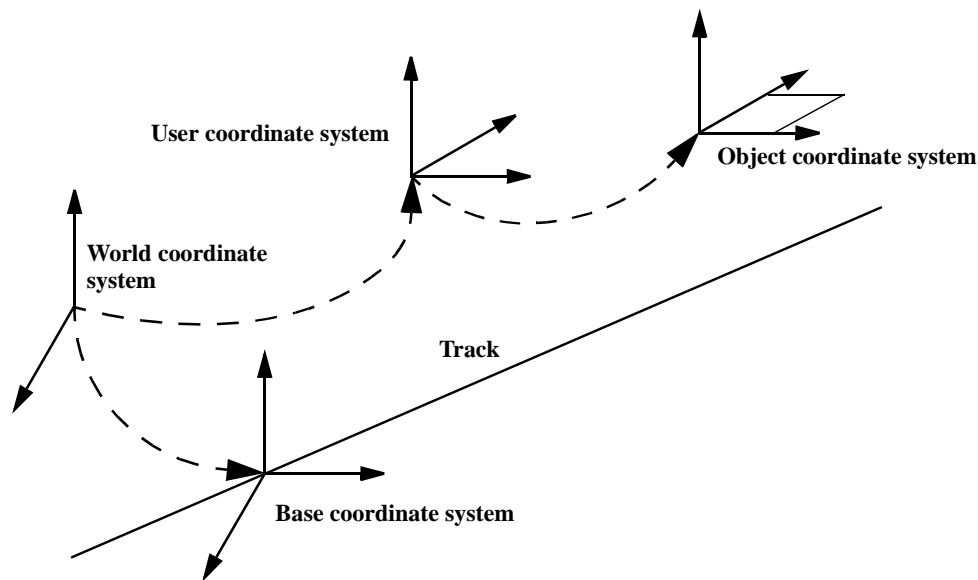 User coordinate system
Object coordinate system
World coordinate
system
Track
Base coordinate system